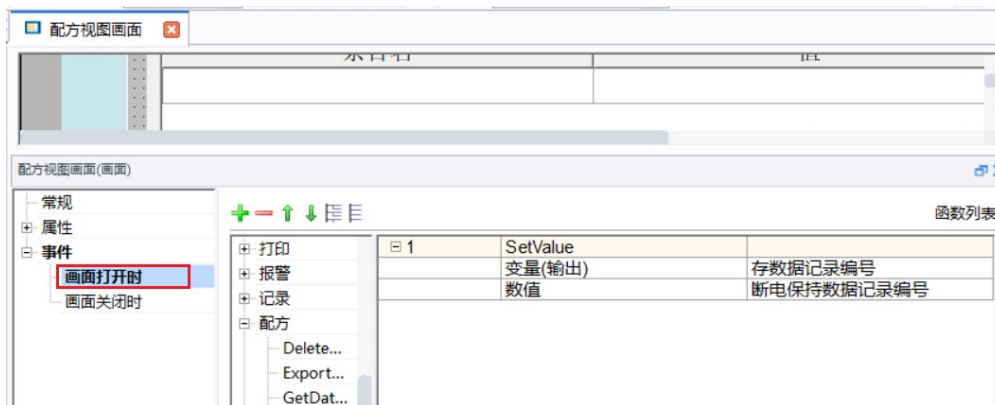 配方视图画面
配方视图画面(画面)
常规
属性
事件
画面打开时
画面关闭时
函数列表
打印
报警
记录
配方
Delete...
Export...
GetDat...
1 SetValue
变量(输出) 存数据记录编号
数值 断电保持数据记录编号